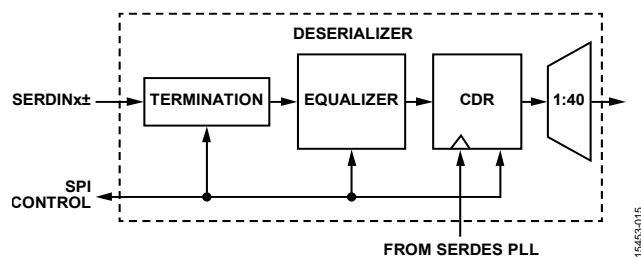 DESERIALIZER
SERDINx±
TERMINATION
EQUALIZER
CDR
1:40
SPI
CONTROL
FROM SERDES PLL
15453-015